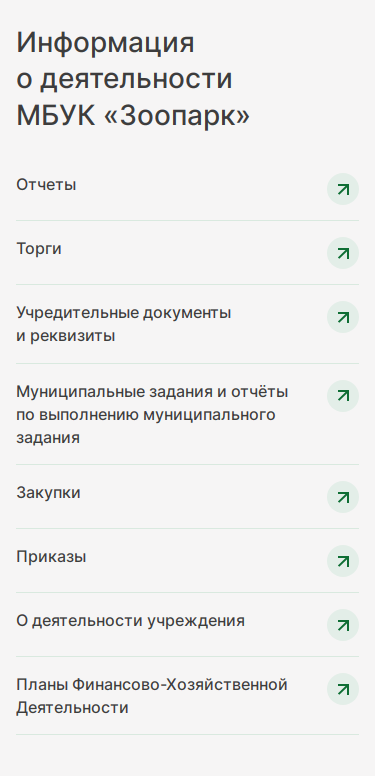 Информация
о деятельности
МБУК «Зоопарк»
Отчеты
Торги
Учредительные документы
и реквизиты
Муниципальные задания и отчёты
по выполнению муниципального
задания
Закупки
Приказы
О деятельности учреждения
Планы Финансово-Хозяйственной
Деятельности